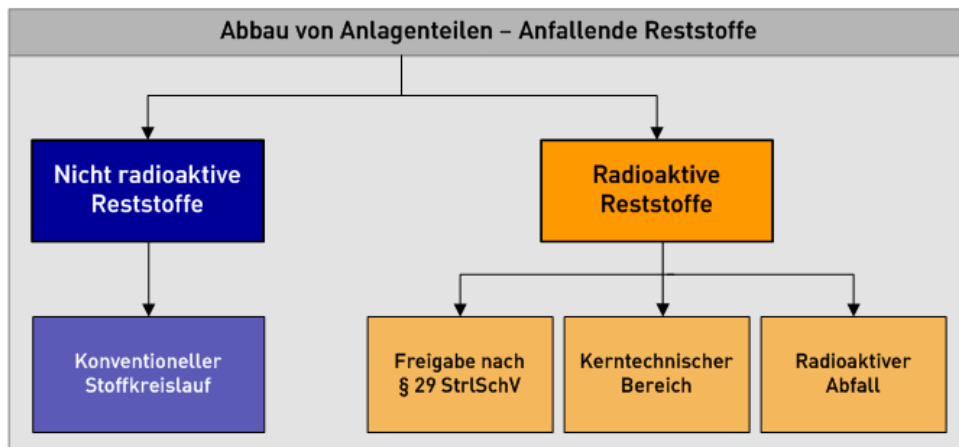 Abbau von Anlagenteilen – Anfallende Reststoffe
Nicht radioaktive
Reststoffe
Radioaktive
Reststoffe
Konventioneller
Stoffkreislauf
Freigabe nach
§ 29 StrlSchV
Kerntechnischer
Bereich
Radioaktiver
Abfall